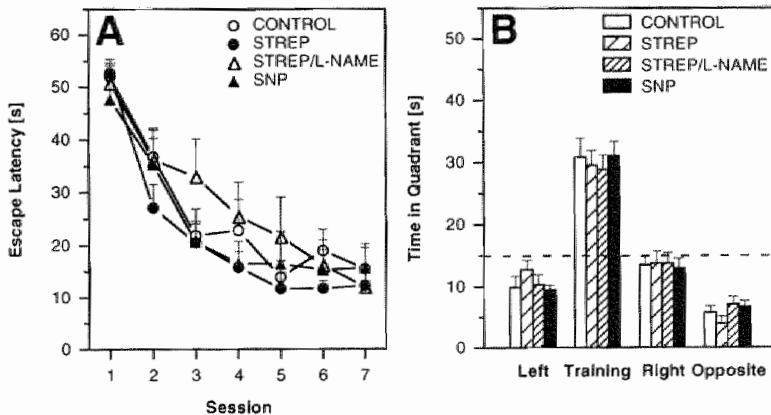 A
CONTROL
STREP
STREP/L-NAME
SNP
Escape Latency [s]
60
50
40
30
20
10
0
1 2 3 4 5 6 7
Session
B
CONTROL
STREP
STREP/L-NAME
SNP
Time in Quadrant [s]
50
40
30
20
10
0
Left Training Right Opposite